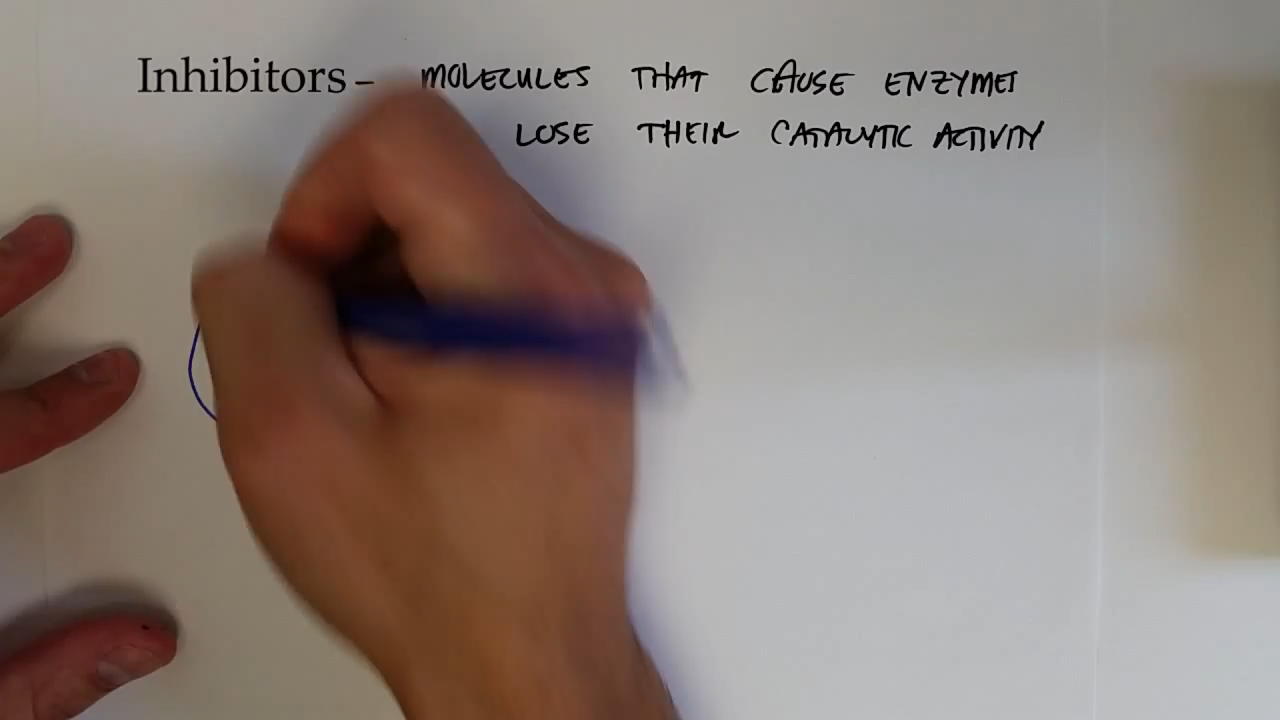 Inhibitors – MOLECULES THAT CAUSE ENZYMES
LOSE THEIR CATALYTIC ACTIVITY